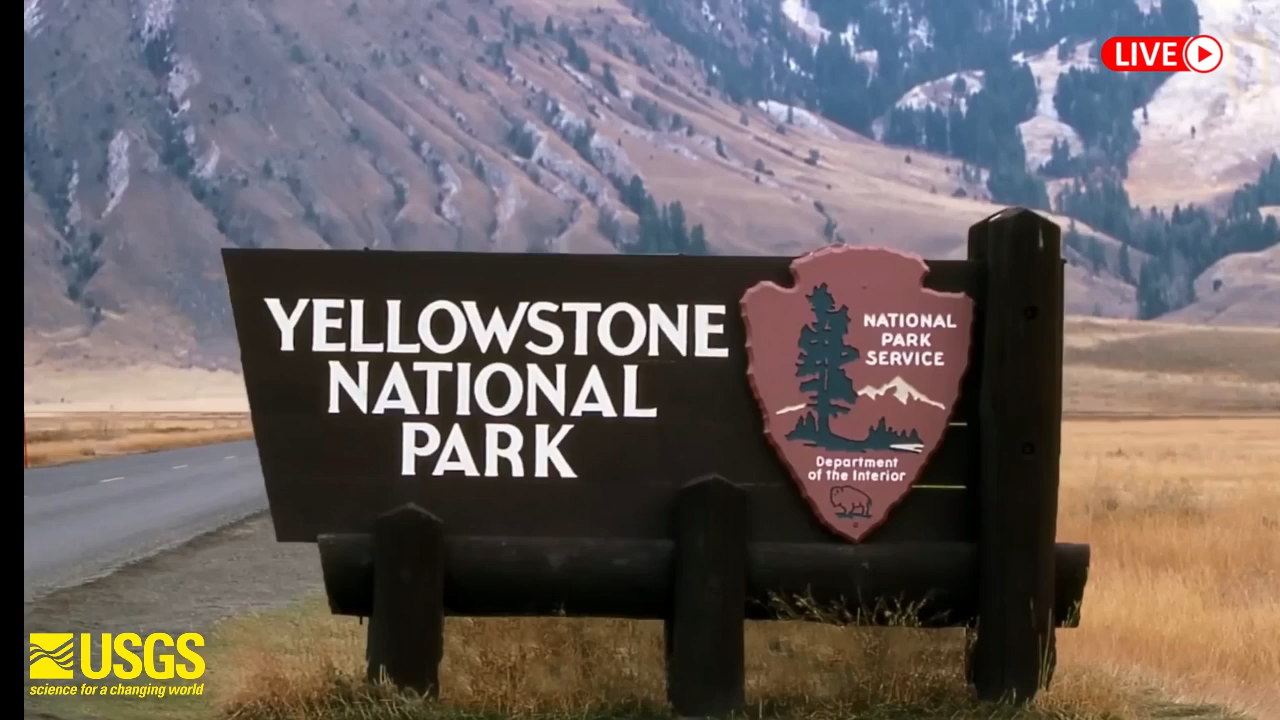 LIVE
YELLOWSTONE
NATIONAL
PARK
NATIONAL
PARK
SERVICE
Department
of the Interior
USGS
science for a changing world